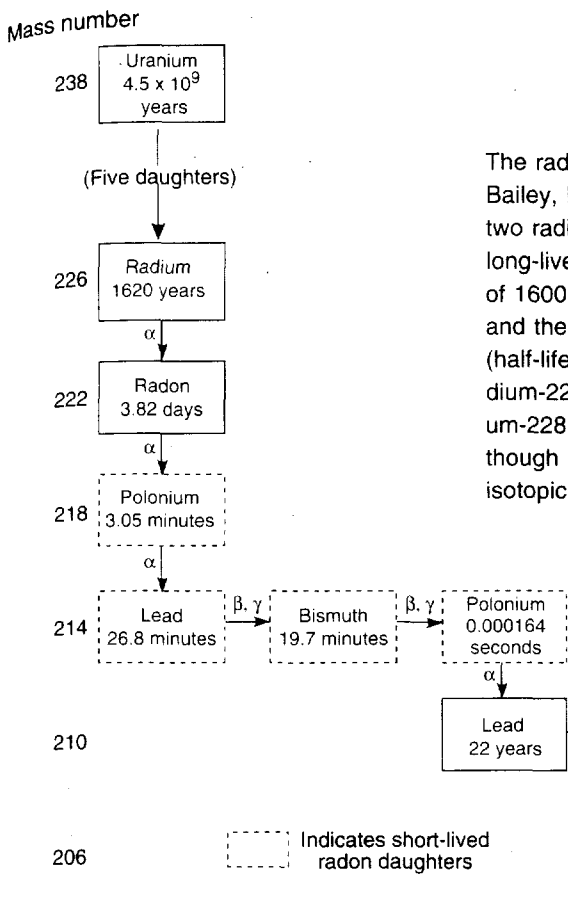 Mass number
238
Uranium
4.5 x 10⁹
years
(Five daughters)
226
Radium
1620 years
α
222
Radon
3.82 days
α
218
Polonium
3.05 minutes
α
214
Lead
26.8 minutes
β, γ
Bismuth
19.7 minutes
β, γ
Polonium
0.000164
seconds
α
210
Lead
22 years
206
Indicates short-lived
radon daughters
The rad
Bailey,
two radi
long-live
of 1600
and the
(half-life
dium-22
um-228
though
isotopic